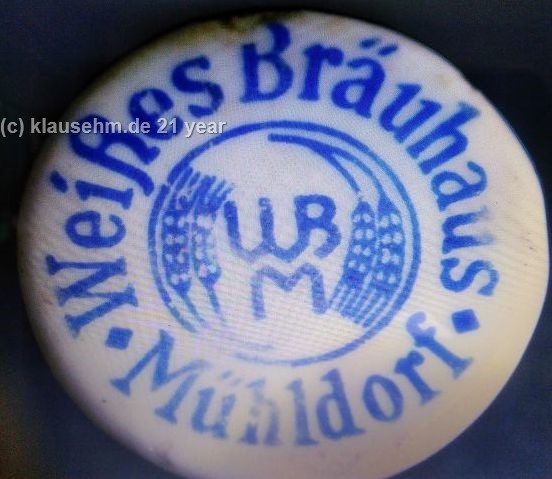 Weißes Bräuhaus
(c) klausehm.de 21 year
WBM
Mühldorf